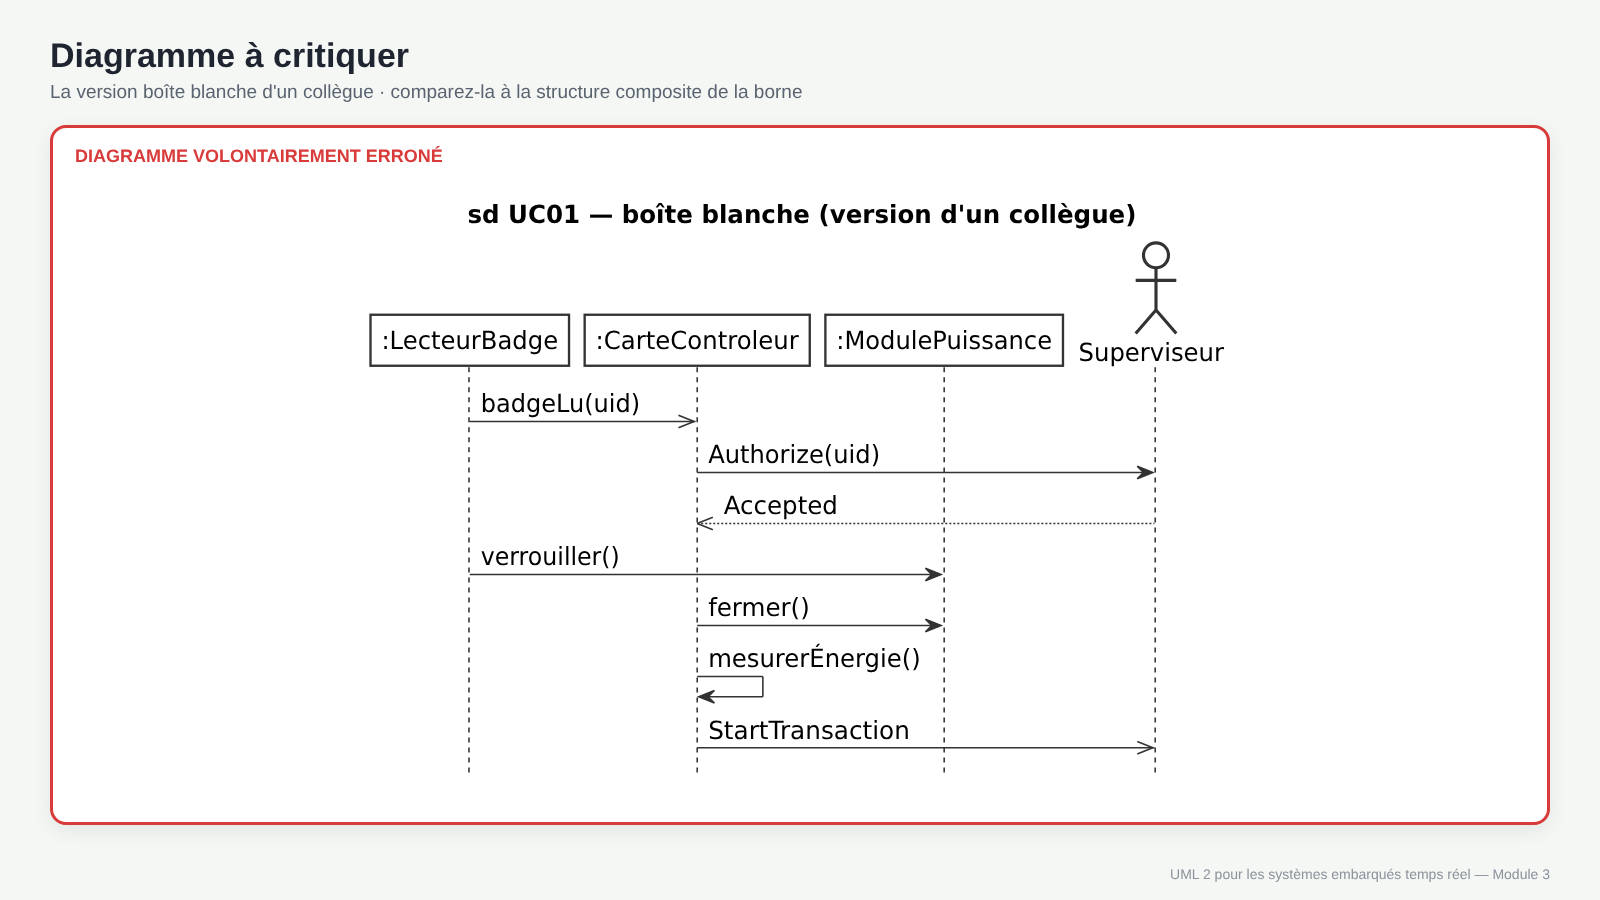 Diagramme à critiquer
La version boîte blanche d'un collègue · comparez-la à la structure composite de la borne
DIAGRAMME VOLONTAIREMENT ERRONÉ
sd UC01 — boîte blanche (version d'un collègue)
:LecteurBadge
:CarteControleur
:ModulePuissance
Superviseur
badgeLu(uid)
Authorize(uid)
Accepted
verrouiller()
fermer()
mesurerÉnergie()
StartTransaction
UML 2 pour les systèmes embarqués temps réel — Module 3